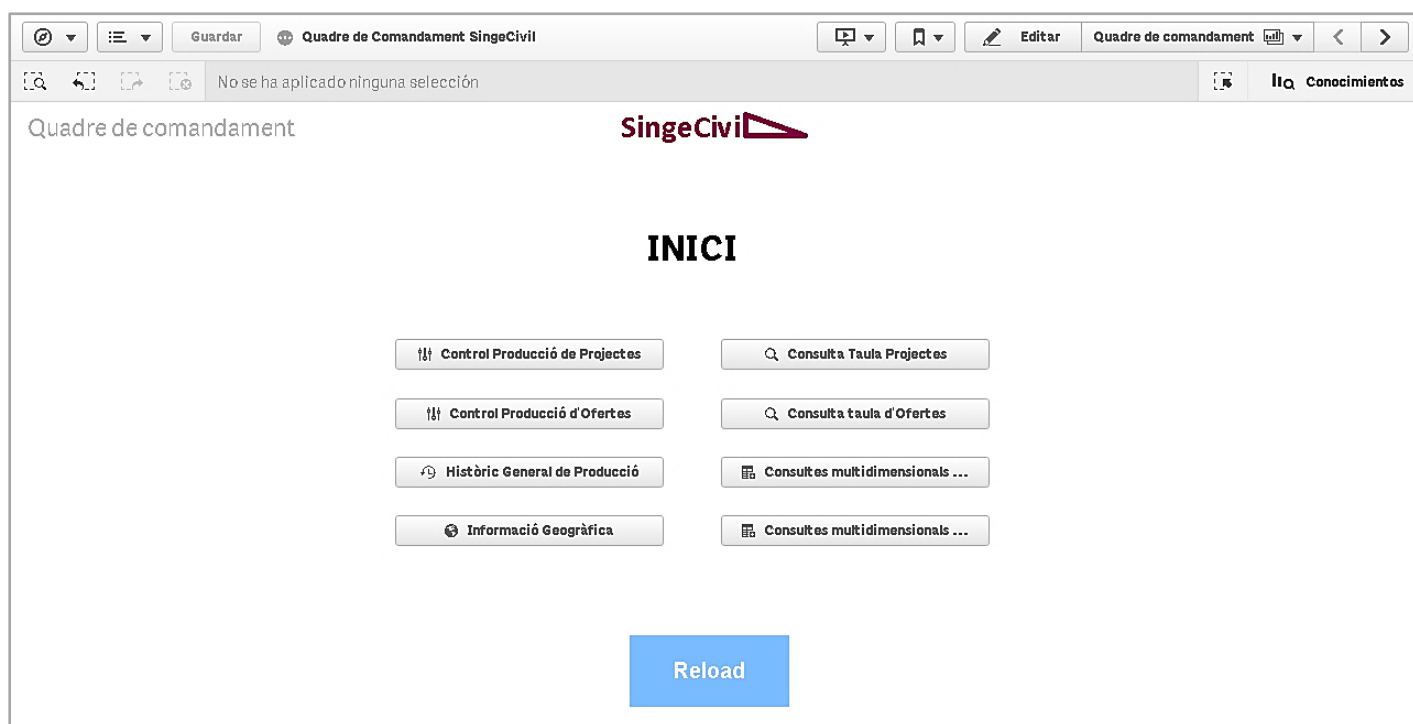 Guardar Quadre de Comandament SingeCivil Editar Quadre de comandament
No se ha aplicado ninguna selección Conocimientos
Quadre de comandament SingeCivil
INICI
Control Producció de Projectes Consulta Taula Projectes
Control Producció d'Ofertes Consulta taula d'Ofertes
Històric General de Producció Consultes multidimensionals ...
Informació Geogràfica Consultes multidimensionals ...
Reload